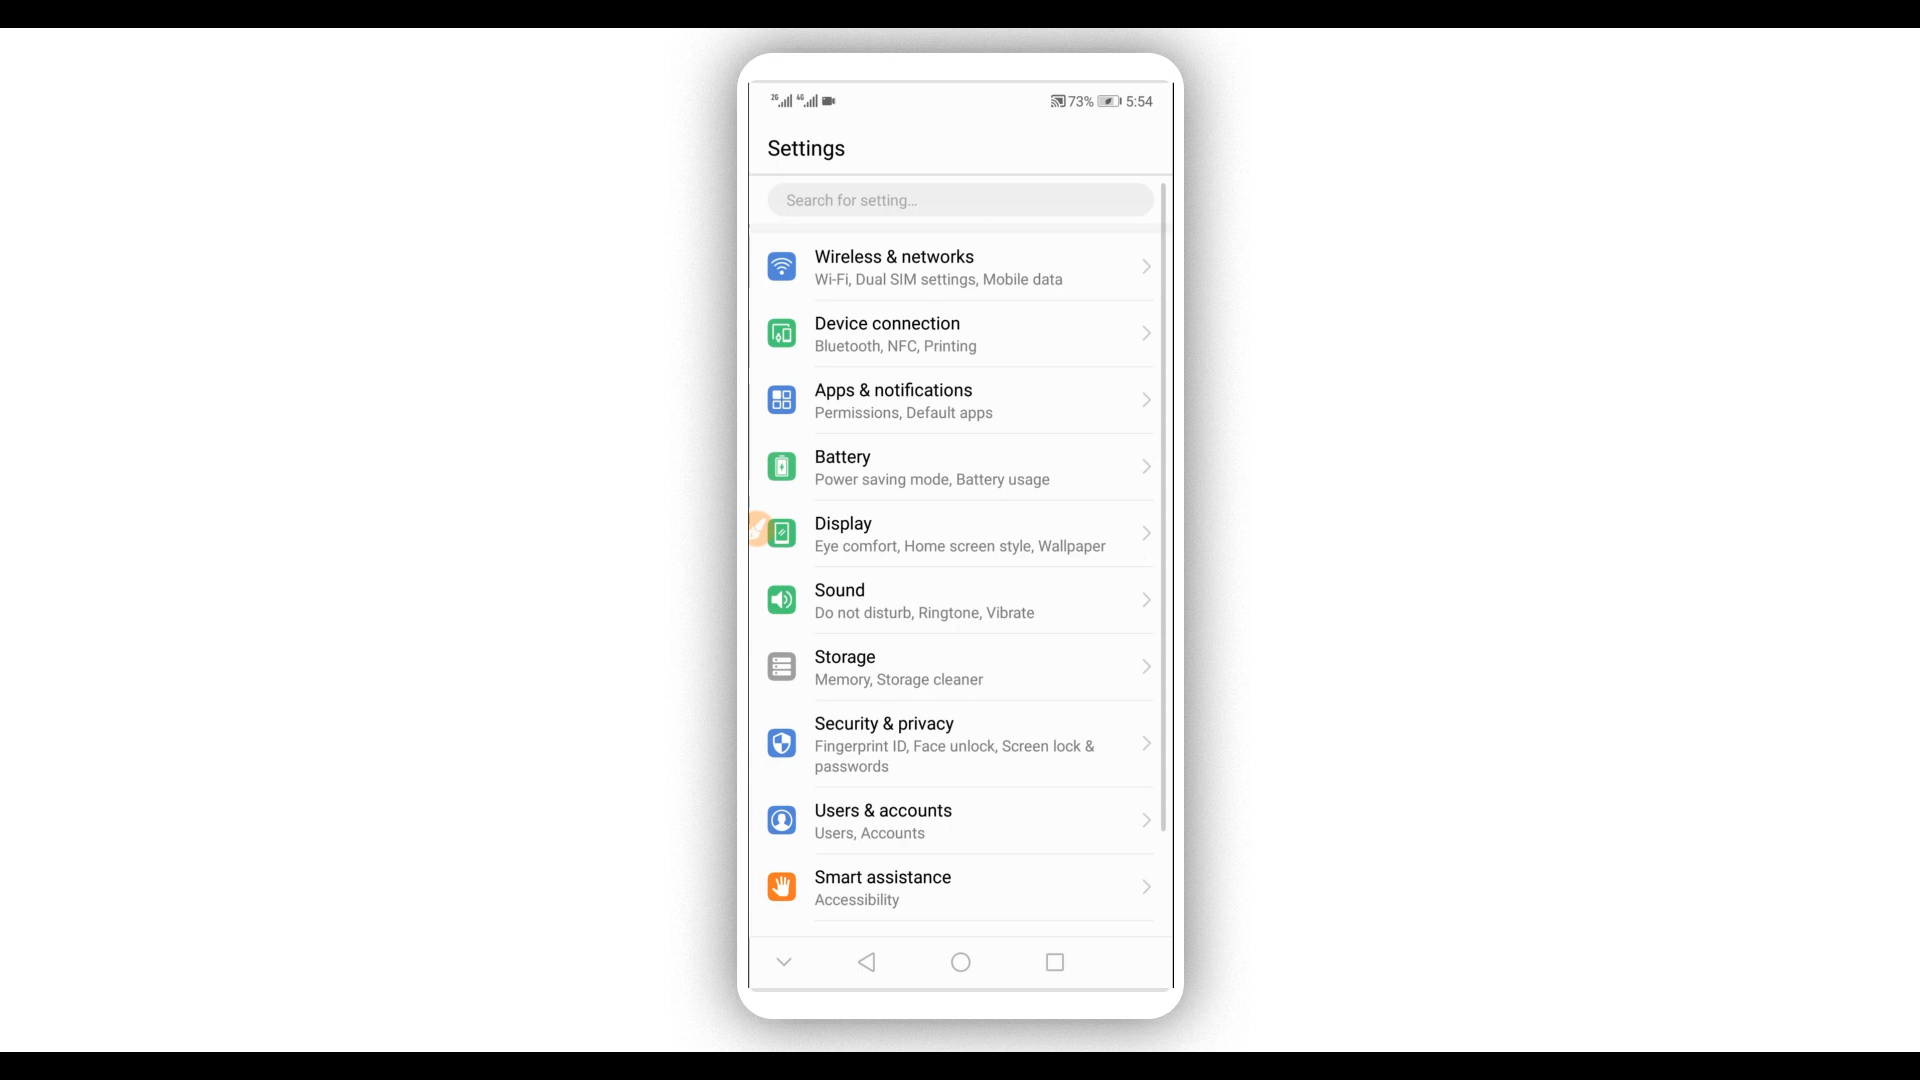 2G 4G 73% 5:54
Settings
Search for setting...
Wireless & networks
Wi-Fi, Dual SIM settings, Mobile data
Device connection
Bluetooth, NFC, Printing
Apps & notifications
Permissions, Default apps
Battery
Power saving mode, Battery usage
Display
Eye comfort, Home screen style, Wallpaper
Sound
Do not disturb, Ringtone, Vibrate
Storage
Memory, Storage cleaner
Security & privacy
Fingerprint ID, Face unlock, Screen lock &
passwords
Users & accounts
Users, Accounts
Smart assistance
Accessibility